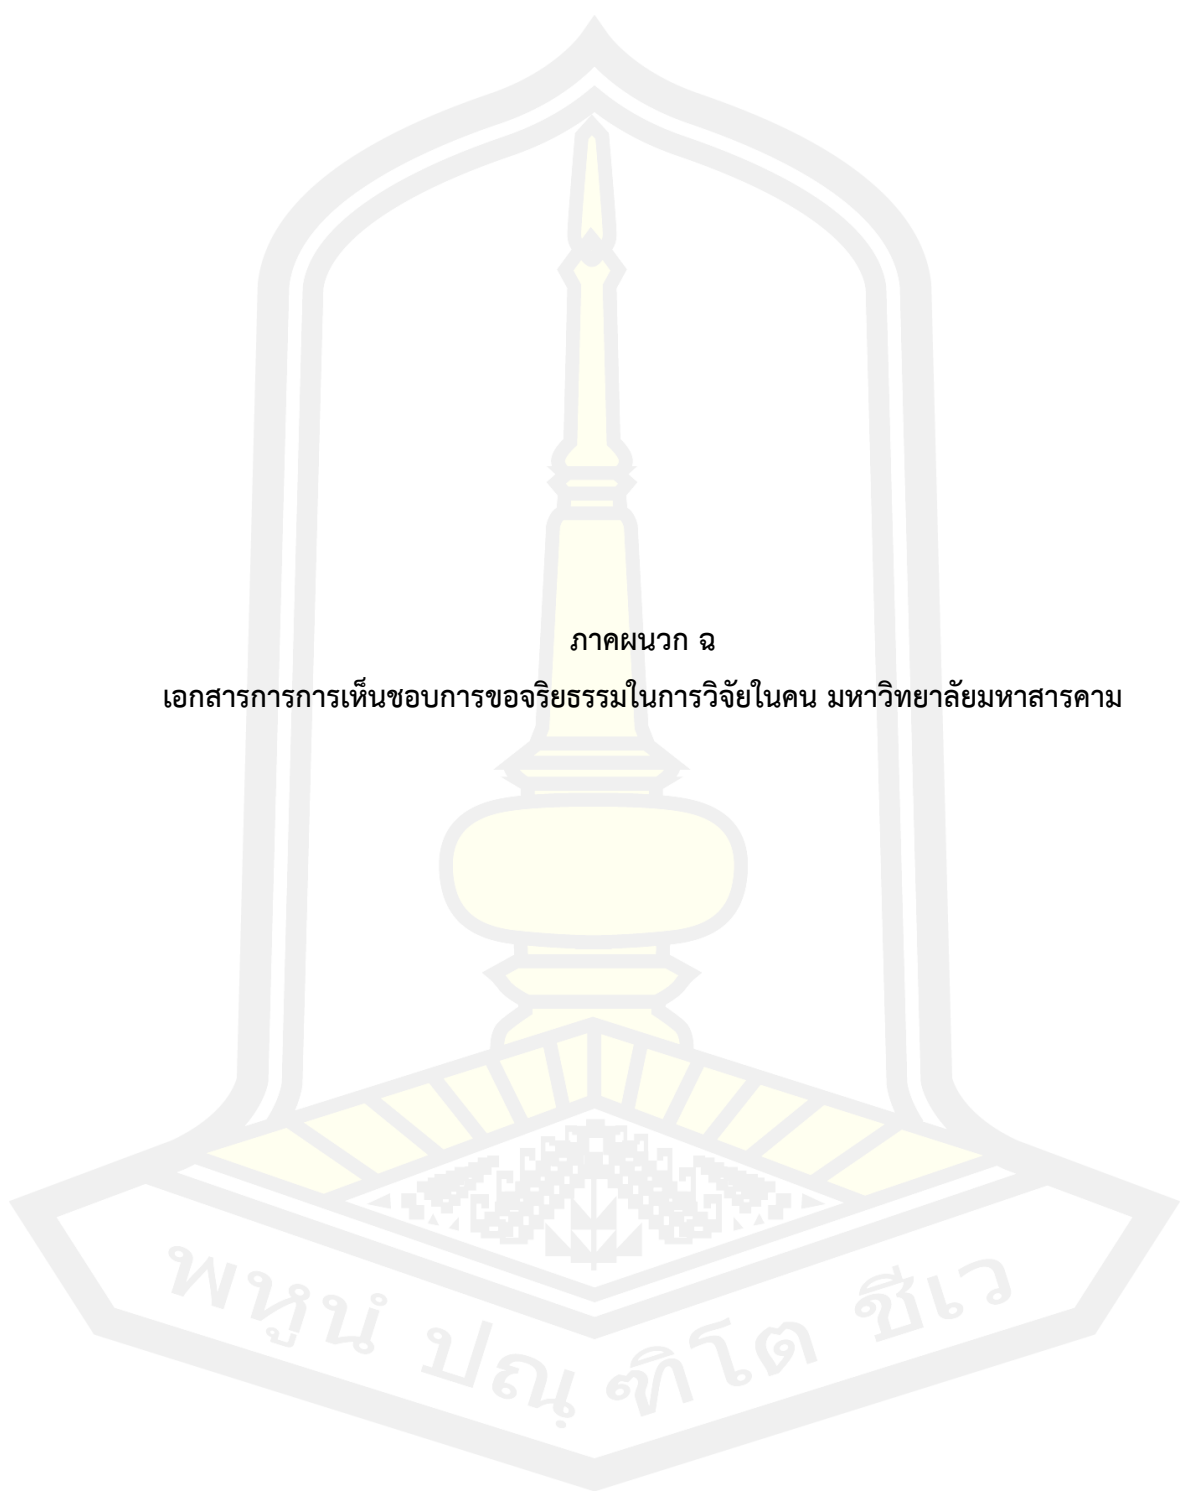 ภาคผนวก ฉ
เอกสารการการเห็นชอบการขอจริยธรรมในการวิจัยในคน มหาวิทยาลัยมหาสารคาม
พหูนํ ปณฺฑิโต ชีเว